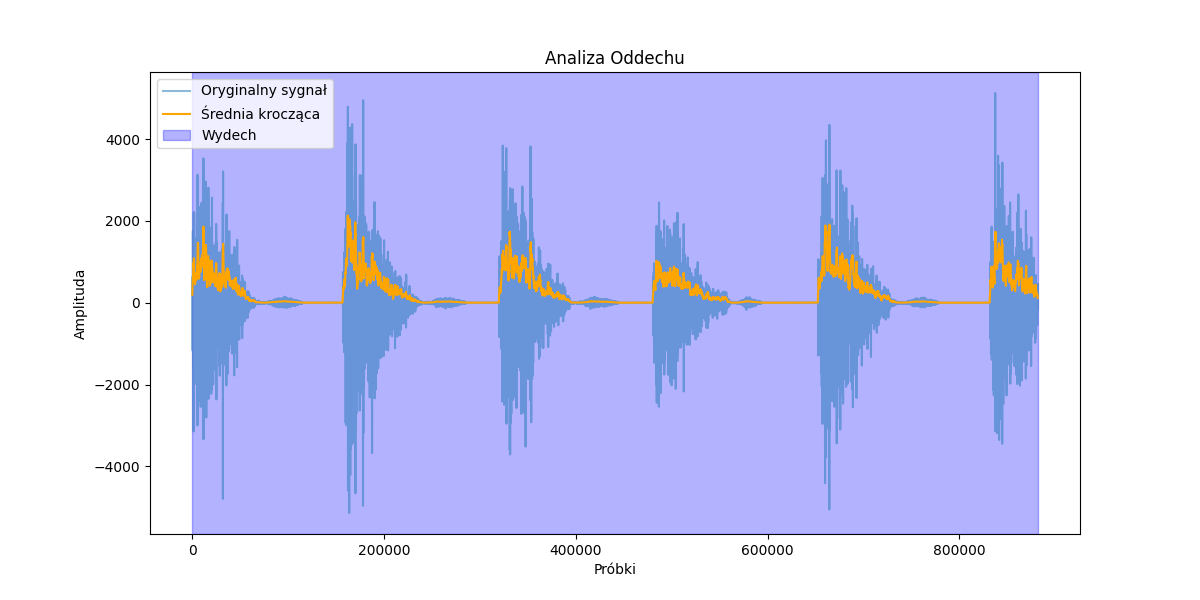 Analiza Oddechu
Oryginalny sygnał
Średnia krocząca
Wydech
Amplituda
4000
2000
0
−2000
−4000
0
200000
400000
600000
800000
Próbki